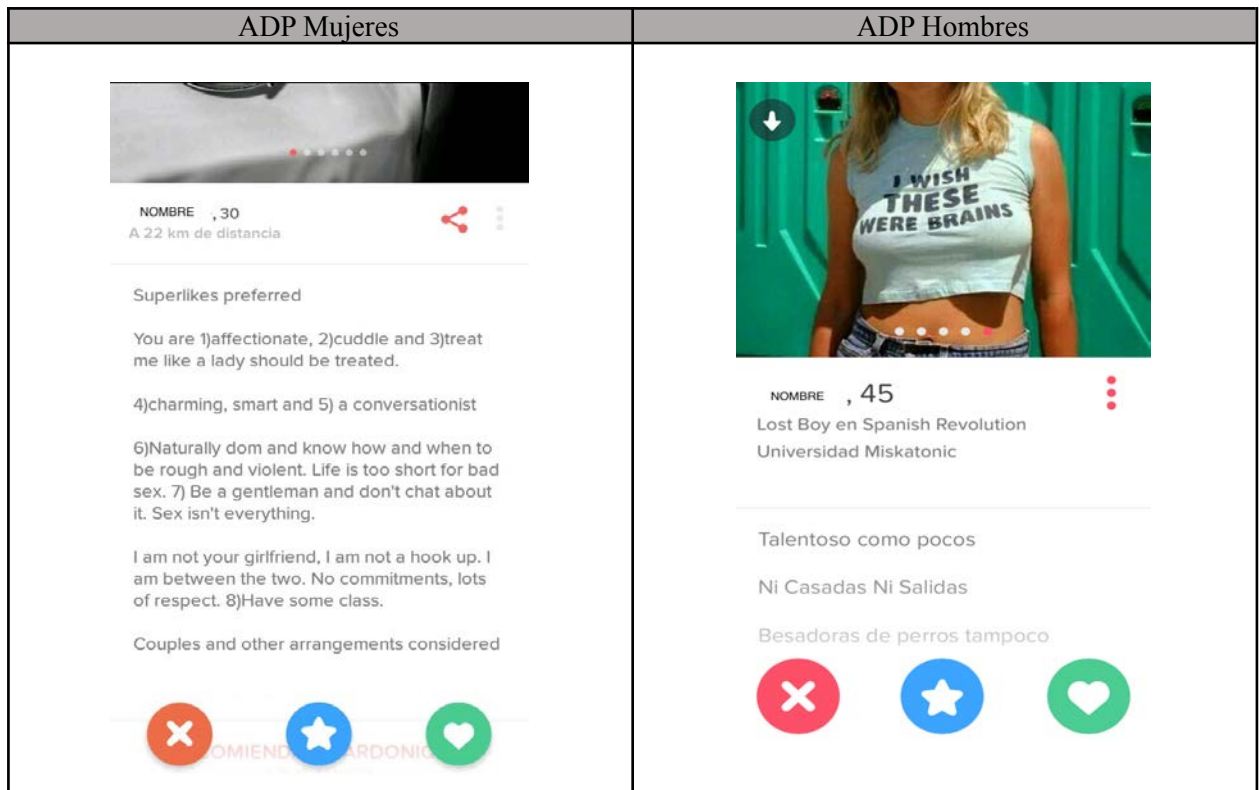 ADP Mujeres
NOMBRE , 30
A 22 km de distancia
Superlikes preferred
You are 1)affectionate, 2)cuddle and 3)treat
me like a lady should be treated.
4)charming, smart and 5) a conversationist
6)Naturally dom and know how and when to
be rough and violent. Life is too short for bad
sex. 7) Be a gentleman and don't chat about
it. Sex isn't everything.
I am not your girlfriend, I am not a hook up. I
am between the two. No commitments, lots
of respect. 8)Have some class.
Couples and other arrangements considered
ADP Hombres
I WISH
THESE
WERE BRAINS
NOMBRE , 45
Lost Boy en Spanish Revolution
Universidad Miskatonic
Talentoso como pocos
Ni Casadas Ni Salidas
Besadoras de perros tampoco